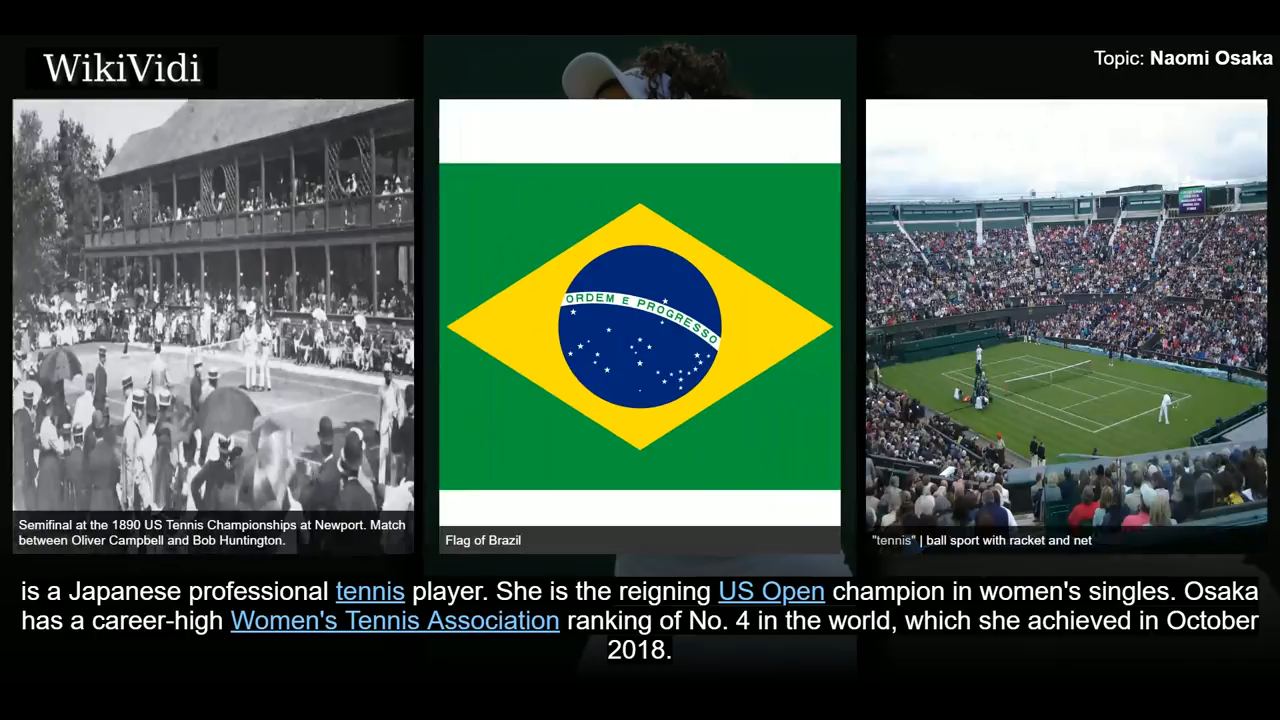 WikiVidi
Topic: Naomi Osaka
ORDEM E PROGRESSO
Semifinal at the 1890 US Tennis Championships at Newport. Match
between Oliver Campbell and Bob Huntington.
Flag of Brazil
"tennis" | ball sport with racket and net
is a Japanese professional tennis player. She is the reigning US Open champion in women's singles. Osaka
has a career-high Women's Tennis Association ranking of No. 4 in the world, which she achieved in October
2018.